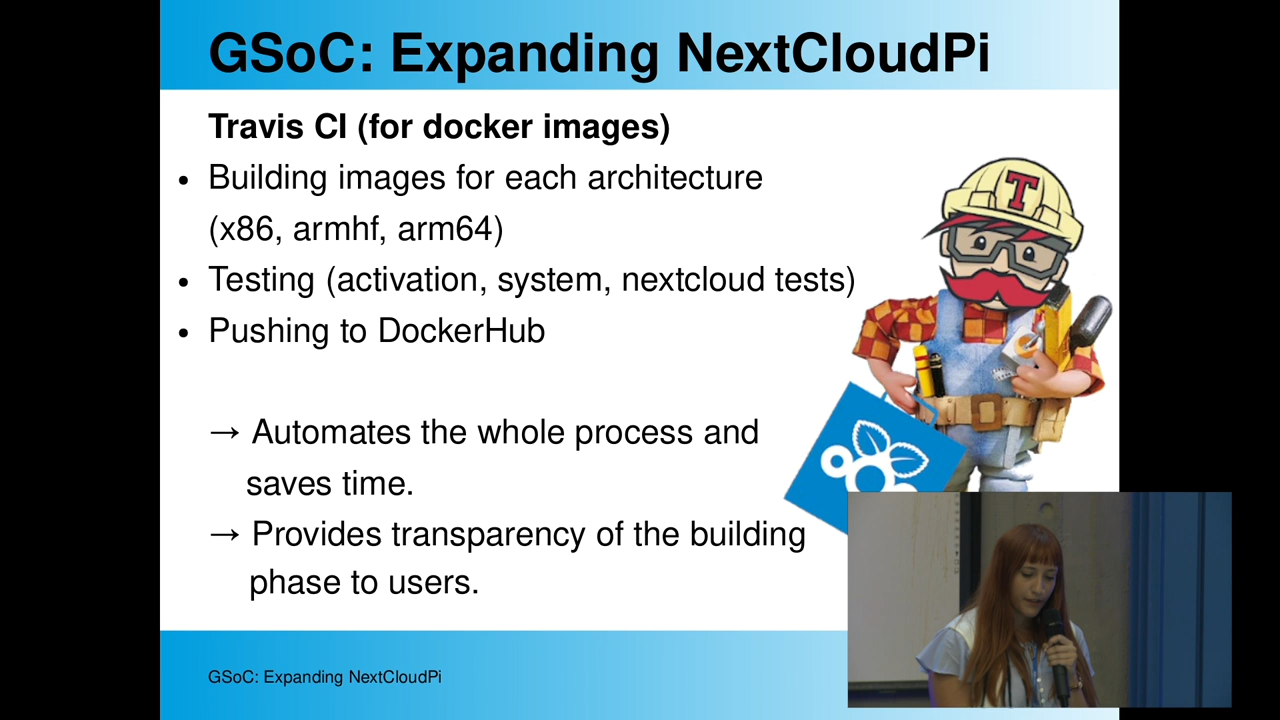 GSoC: Expanding NextCloudPi
Travis CI (for docker images)
• Building images for each architecture
(x86, armhf, arm64)
• Testing (activation, system, nextcloud tests)
• Pushing to DockerHub
T
→ Automates the whole process and
saves time.
→ Provides transparency of the building
phase to users.
GSoC: Expanding NextCloudPi